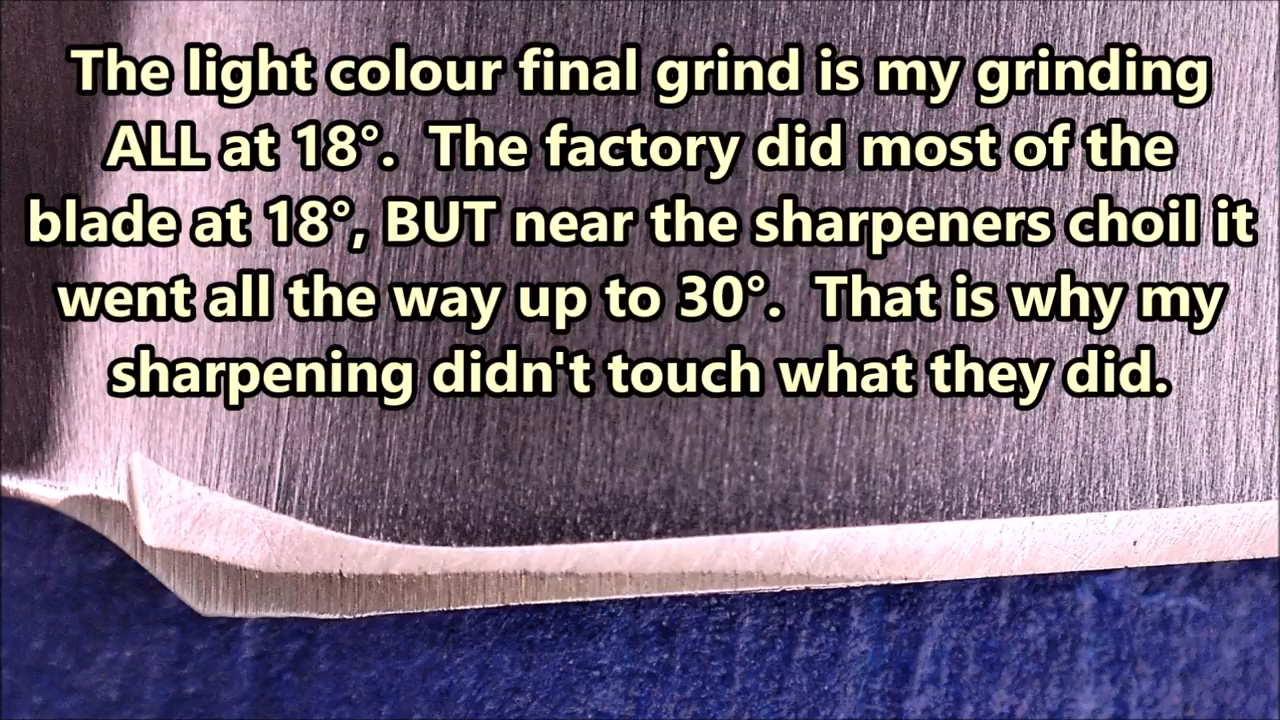 The light colour final grind is my grinding
ALL at 18°. The factory did most of the
blade at 18°, BUT near the sharpeners choil it
went all the way up to 30°. That is why my
sharpening didn't touch what they did.